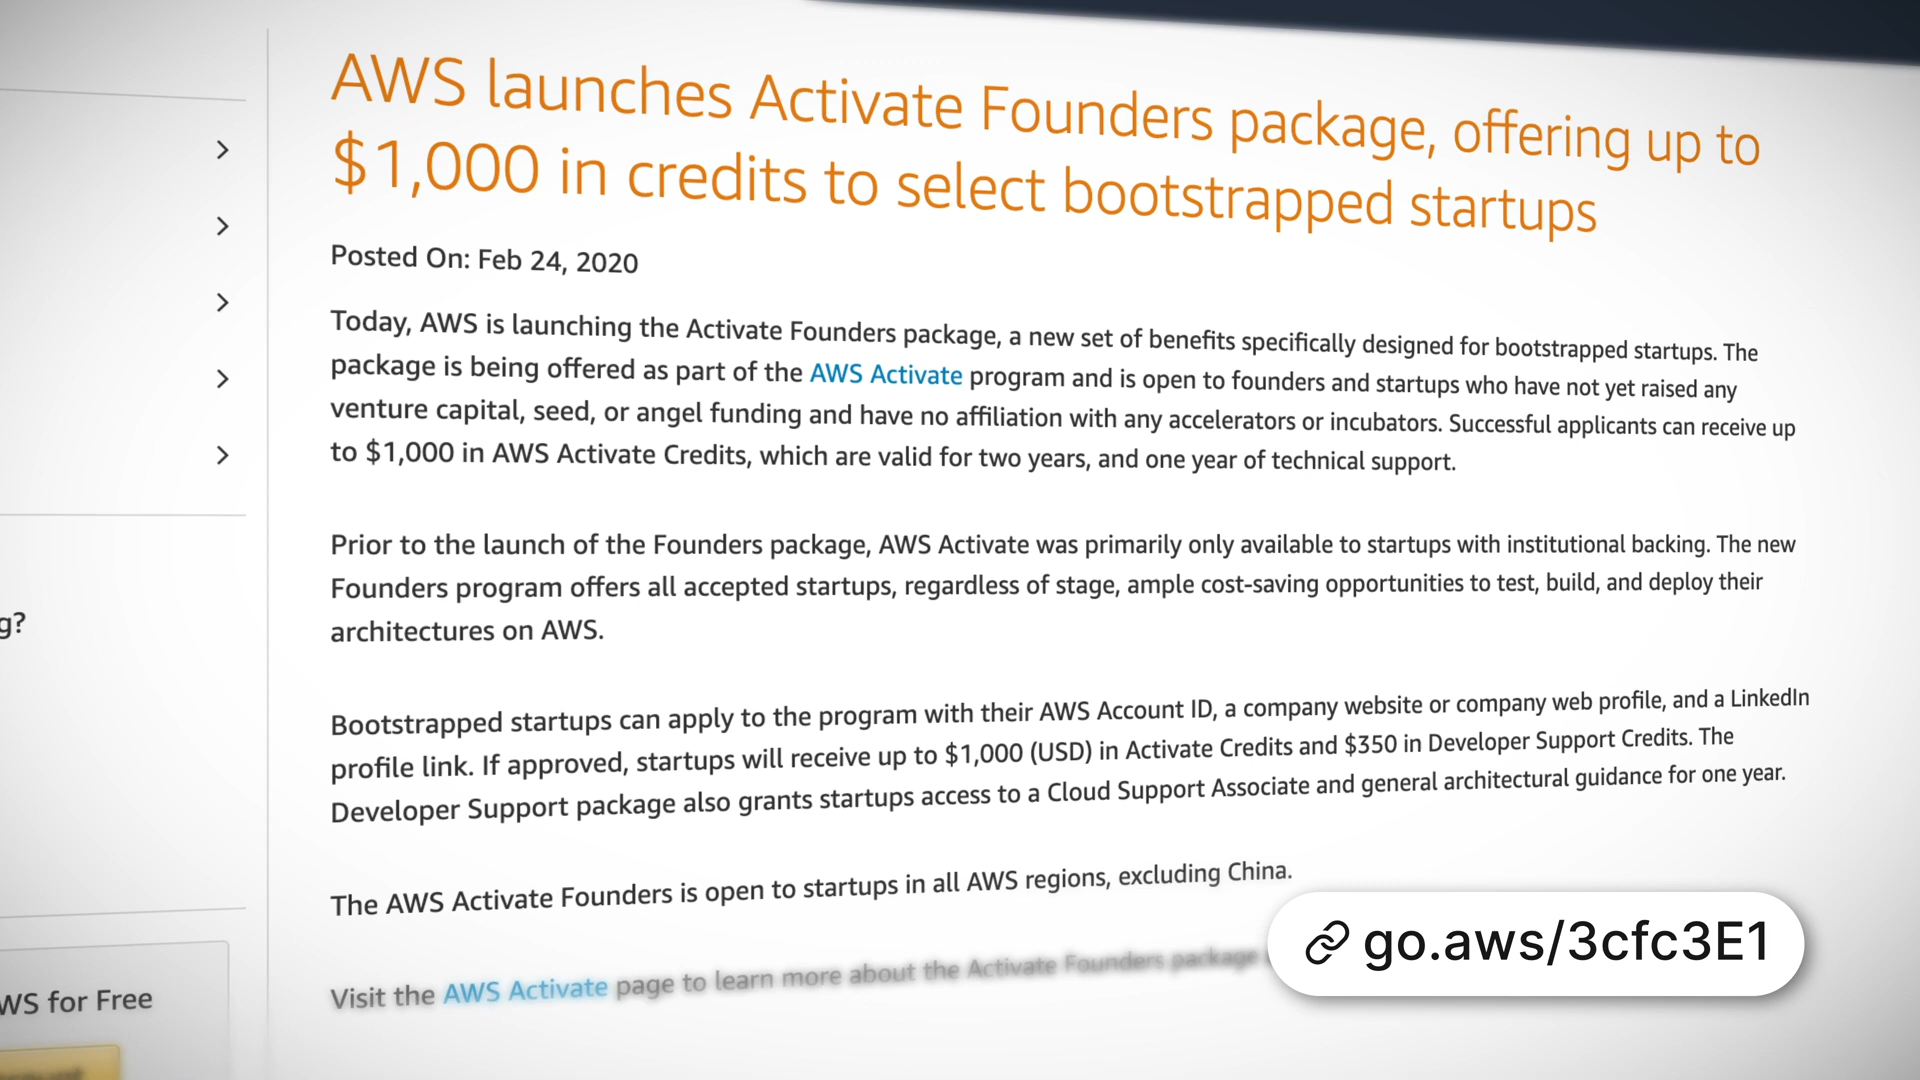 AWS launches Activate Founders package, offering up to
$1,000 in credits to select bootstrapped startups
Posted On: Feb 24, 2020
Today, AWS is launching the Activate Founders package, a new set of benefits specifically designed for bootstrapped startups. The
package is being offered as part of the AWS Activate program and is open to founders and startups who have not yet raised any
venture capital, seed, or angel funding and have no affiliation with any accelerators or incubators. Successful applicants can receive up
to $1,000 in AWS Activate Credits, which are valid for two years, and one year of technical support.
Prior to the launch of the Founders package, AWS Activate was primarily only available to startups with institutional backing. The new
Founders program offers all accepted startups, regardless of stage, ample cost-saving opportunities to test, build, and deploy their
g?
architectures on AWS.
Bootstrapped startups can apply to the program with their AWS Account ID, a company website or company web profile, and a LinkedIn
profile link. If approved, startups will receive up to $1,000 (USD) in Activate Credits and $350 in Developer Support Credits. The
Developer Support package also grants startups access to a Cloud Support Associate and general architectural guidance for one year.
The AWS Activate Founders is open to startups in all AWS regions, excluding China.
go.aws/3cfc3E1
Visit the AWS Activate page to learn more about the Activate Founders package
WS for Free